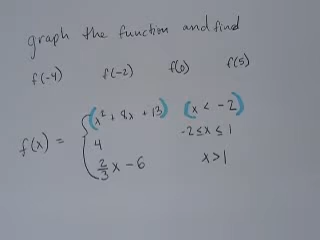 graph the function and find
f(-4) f(-2) f(0) f(5)
x² + 8x + 13 (x < -2)
f(x) = 4 -2 ≤ x ≤ 1
2/3 x - 6 x > 1